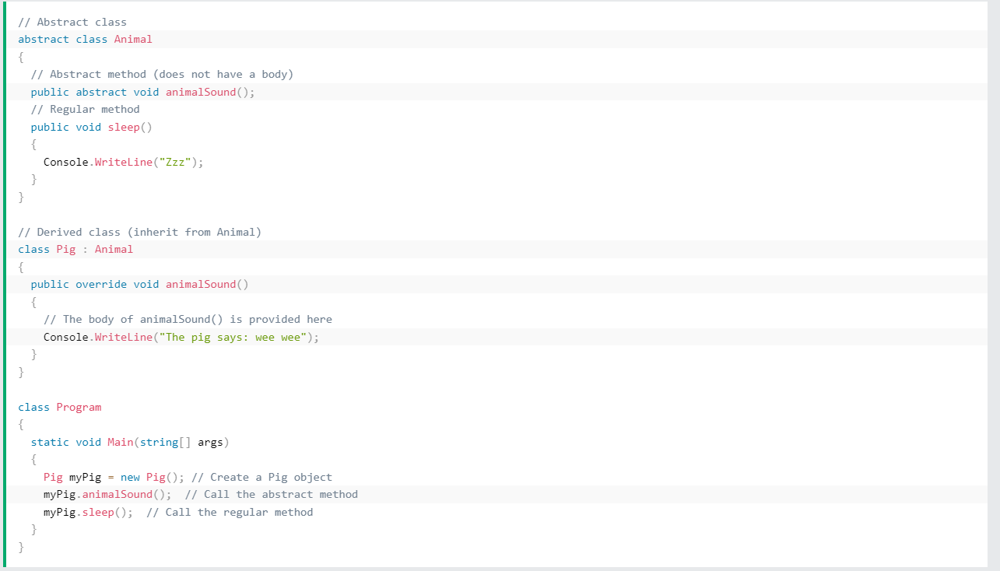 // Abstract class
abstract class Animal
{
  // Abstract method (does not have a body)
  public abstract void animalSound();
  // Regular method
  public void sleep()
  {
    Console.WriteLine("Zzz");
  }
}

// Derived class (inherit from Animal)
class Pig : Animal
{
  public override void animalSound()
  {
    // The body of animalSound() is provided here
    Console.WriteLine("The pig says: wee wee");
  }
}

class Program
{
  static void Main(string[] args)
  {
    Pig myPig = new Pig(); // Create a Pig object
    myPig.animalSound();  // Call the abstract method
    myPig.sleep();  // Call the regular method
  }
}